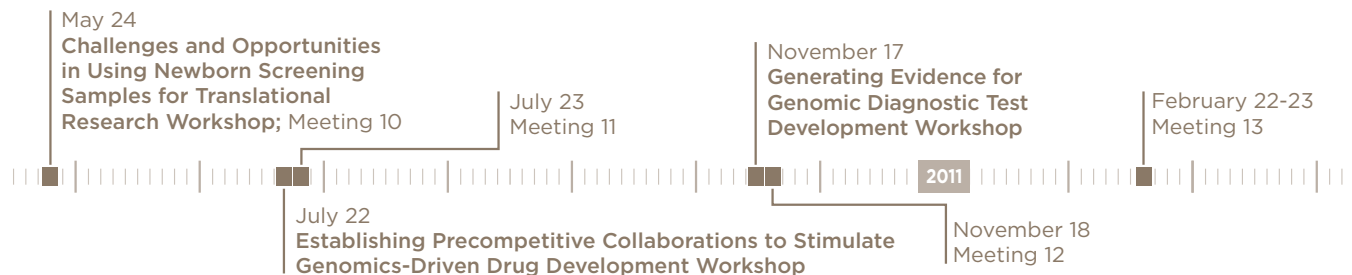 May 24
Challenges and Opportunities
in Using Newborn Screening
Samples for Translational
Research Workshop; Meeting 10
July 23
Meeting 11
November 17
Generating Evidence for
Genomic Diagnostic Test
Development Workshop
February 22-23
Meeting 13
2011
July 22
Establishing Precompetitive Collaborations to Stimulate
Genomics-Driven Drug Development Workshop
November 18
Meeting 12